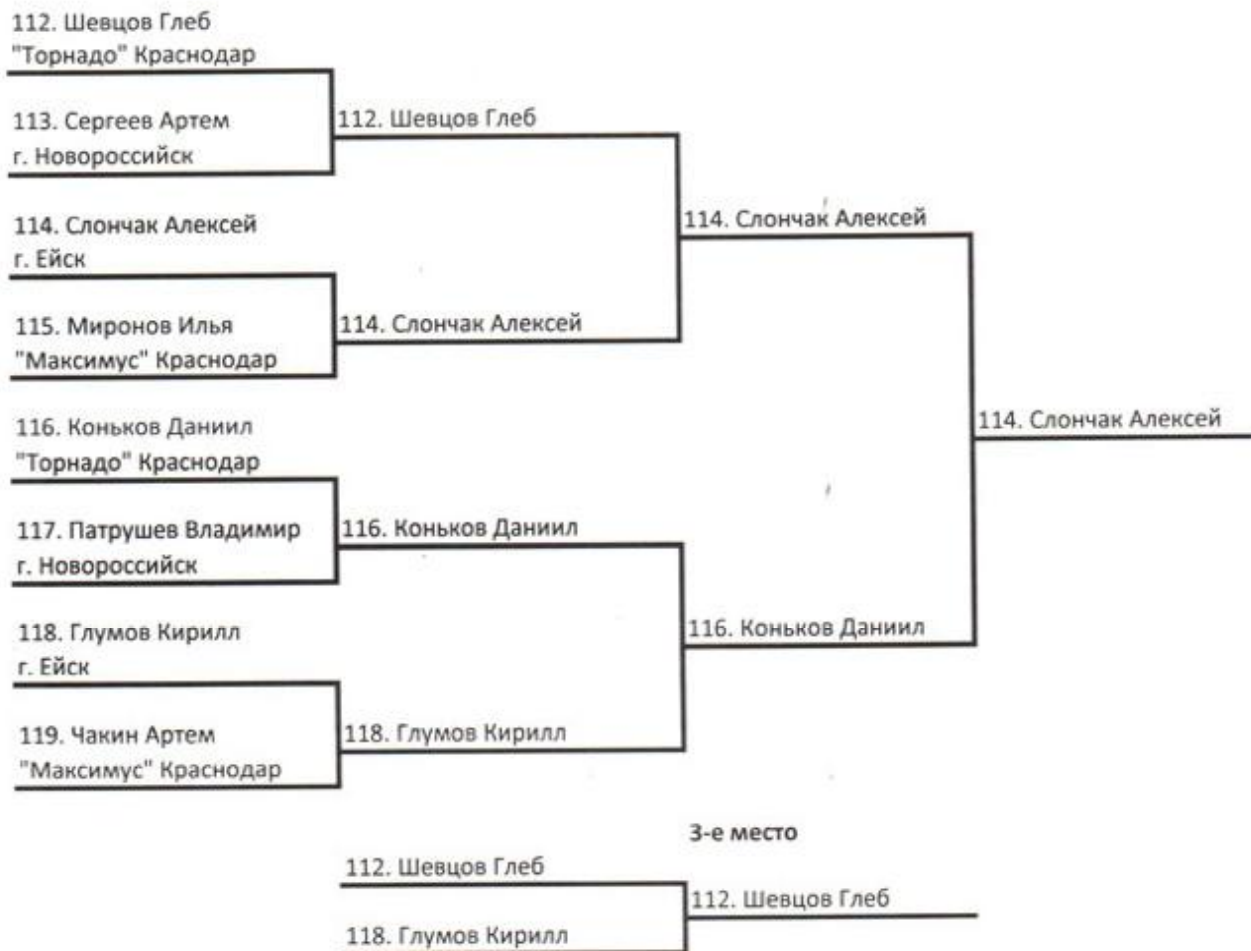 112. Шевцов Глеб
"Торнадо" Краснодар
113. Сергеев Артем
г. Новороссийск
112. Шевцов Глеб
114. Слончак Алексей
г. Ейск
114. Слончак Алексей
115. Миронов Илья
"Максимус" Краснодар
114. Слончак Алексей
116. Коньков Даниил
"Торнадо" Краснодар
114. Слончак Алексей
117. Патрушев Владимир
г. Новороссийск
116. Коньков Даниил
118. Глумов Кирилл
г. Ейск
116. Коньков Даниил
119. Чакин Артем
"Максимус" Краснодар
118. Глумов Кирилл
3-е место
112. Шевцов Глеб
112. Шевцов Глеб
118. Глумов Кирилл